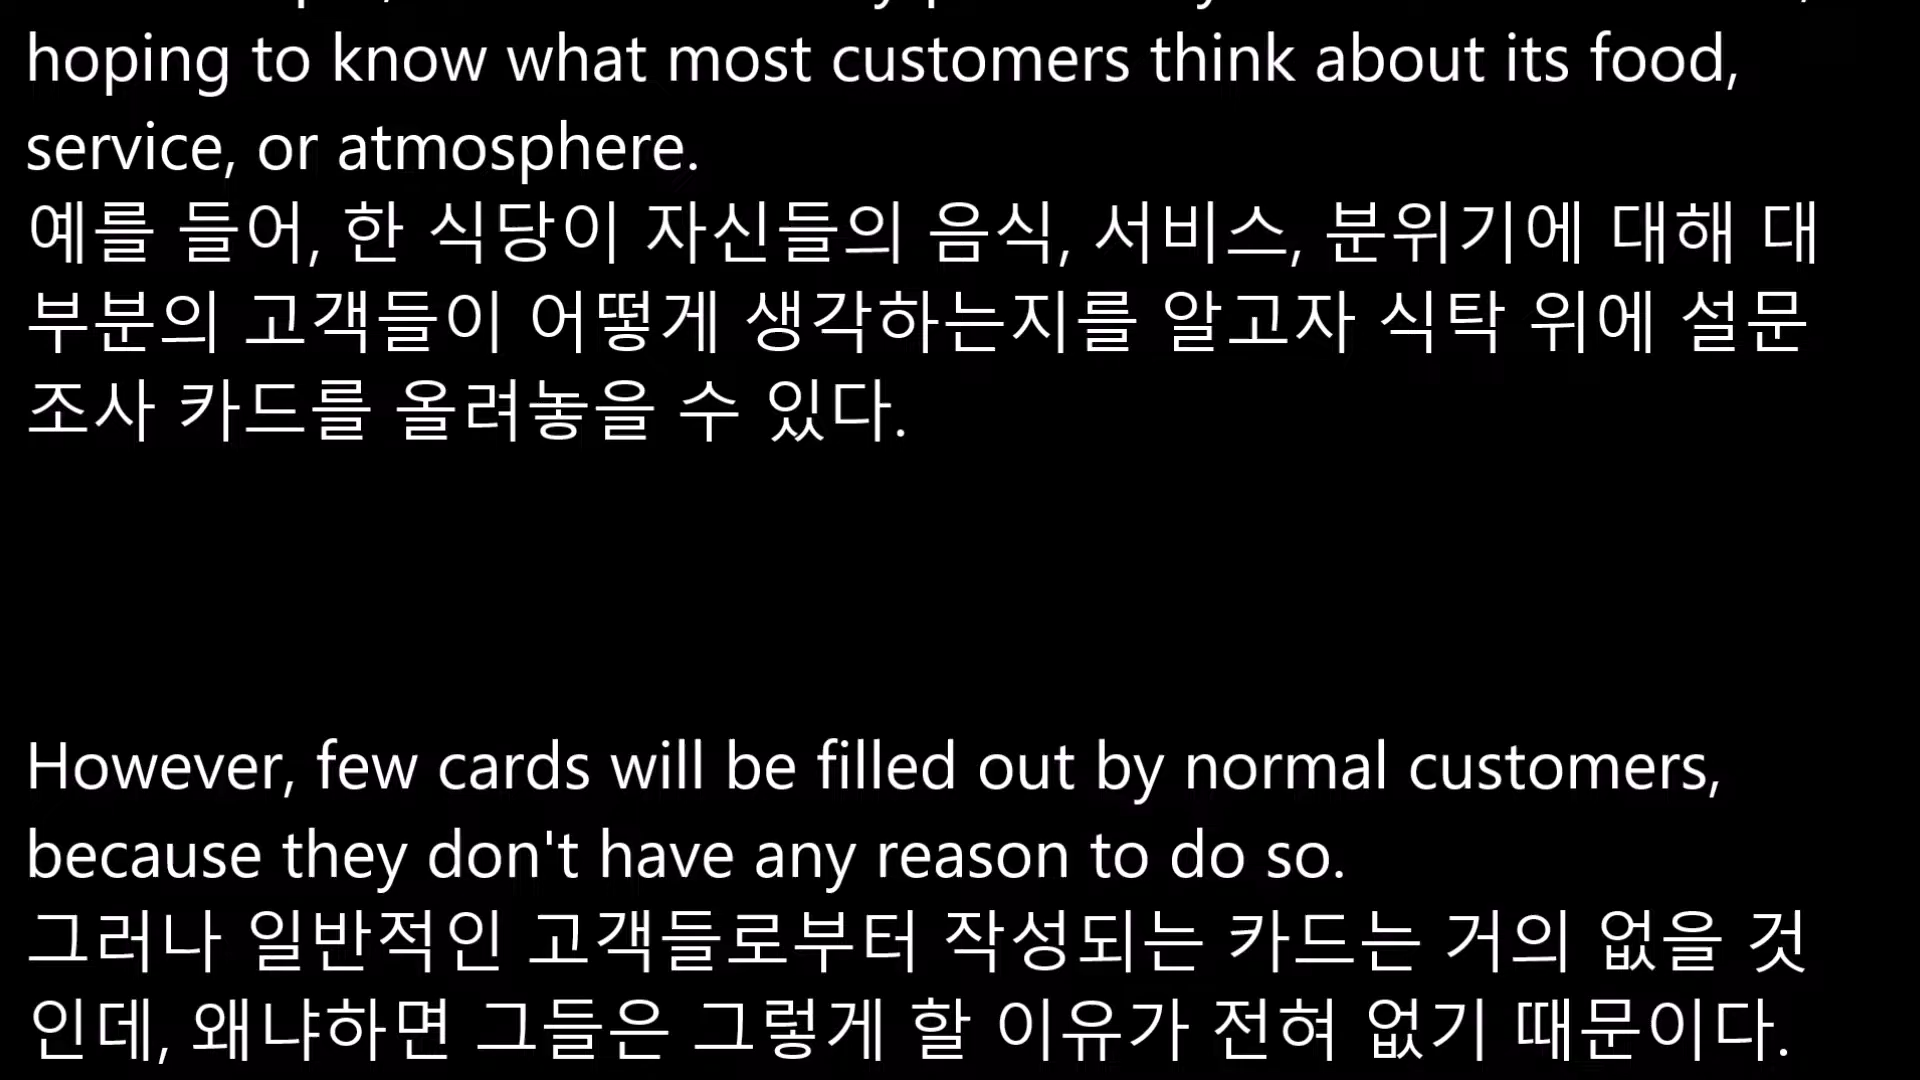 hoping to know what most customers think about its food,
service, or atmosphere.
예를 들어, 한 식당이 자신들의 음식, 서비스, 분위기에 대해 대
부분의 고객들이 어떻게 생각하는지를 알고자 식탁 위에 설문
조사 카드를 올려놓을 수 있다.
However, few cards will be filled out by normal customers,
because they don't have any reason to do so.
그러나 일반적인 고객들로부터 작성되는 카드는 거의 없을 것
인데, 왜냐하면 그들은 그렇게 할 이유가 전혀 없기 때문이다.